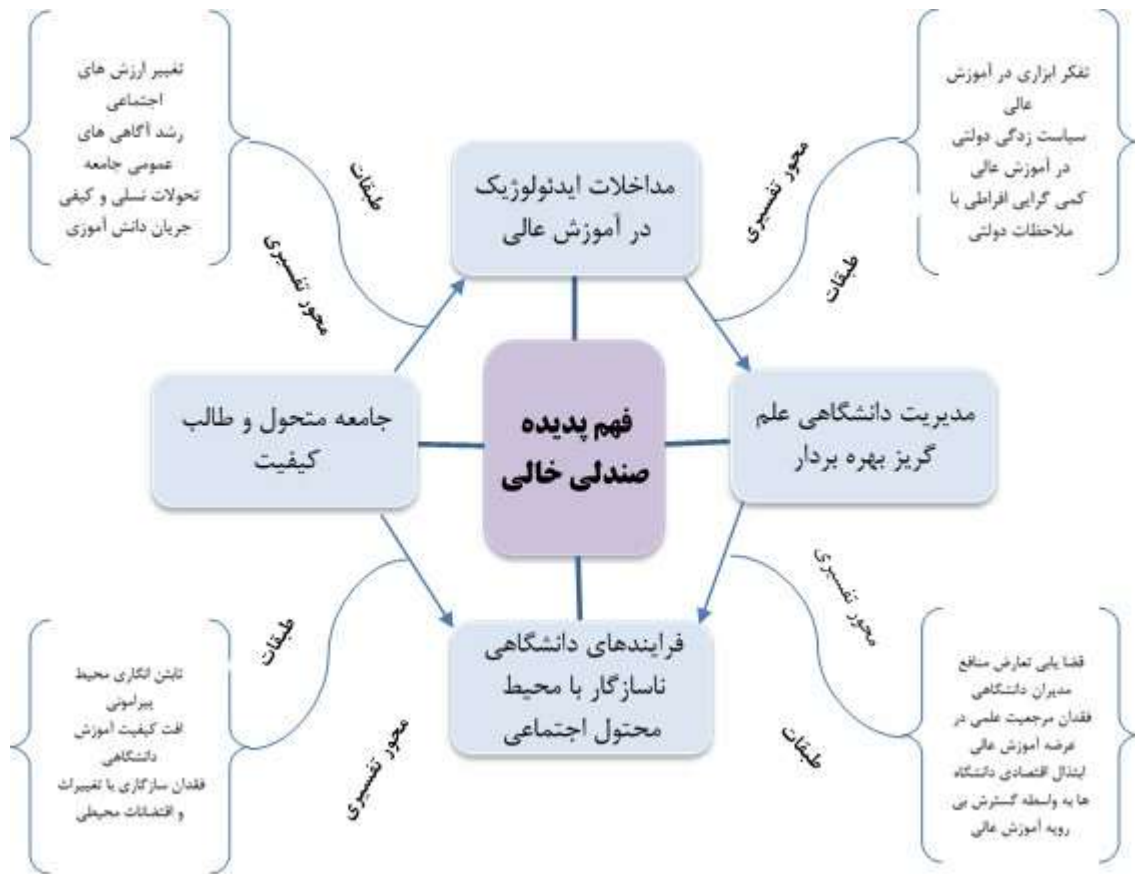 تفکر ابزاری در آموزش
عالی
سیاست زدگی دولتی
در آموزش عالی
کمی گرایی افراطی با
ملاحظات دولتی
محور تفسیری
طبقات
مداخلات ایدئولوژیک
در آموزش عالی
طبقات
محور تفسیری
تغییر ارزش های
اجتماعی
رشد آگاهی های
عمومی جامعه
تحولات نسلی و کیفی
جریان دانش آموزی
مدیریت دانشگاهی علم
گریز بهره بردار
فهم پدیده
صندلی خالی
جامعه متحول و طالب
کیفیت
محور تفسیری
طبقات
قضا یابی تعارض منافع
مدیران دانشگاهی
فقدان مرجعیت علمی در
عرضه آموزش عالی
ابتذال اقتصادی دانشگاه
ها به واسطه گسترش بی
رویه آموزش عالی
فرایندهای دانشگاهی
ناسازگار با محیط
محتول اجتماعی
طبقات
محور تفسیری
ثابتن انگاری محیط
پیرامونی
افت کیفیت آموزش
دانشگاهی
فقدان سازگاری با تغییرات
و اقتضائات محیطی